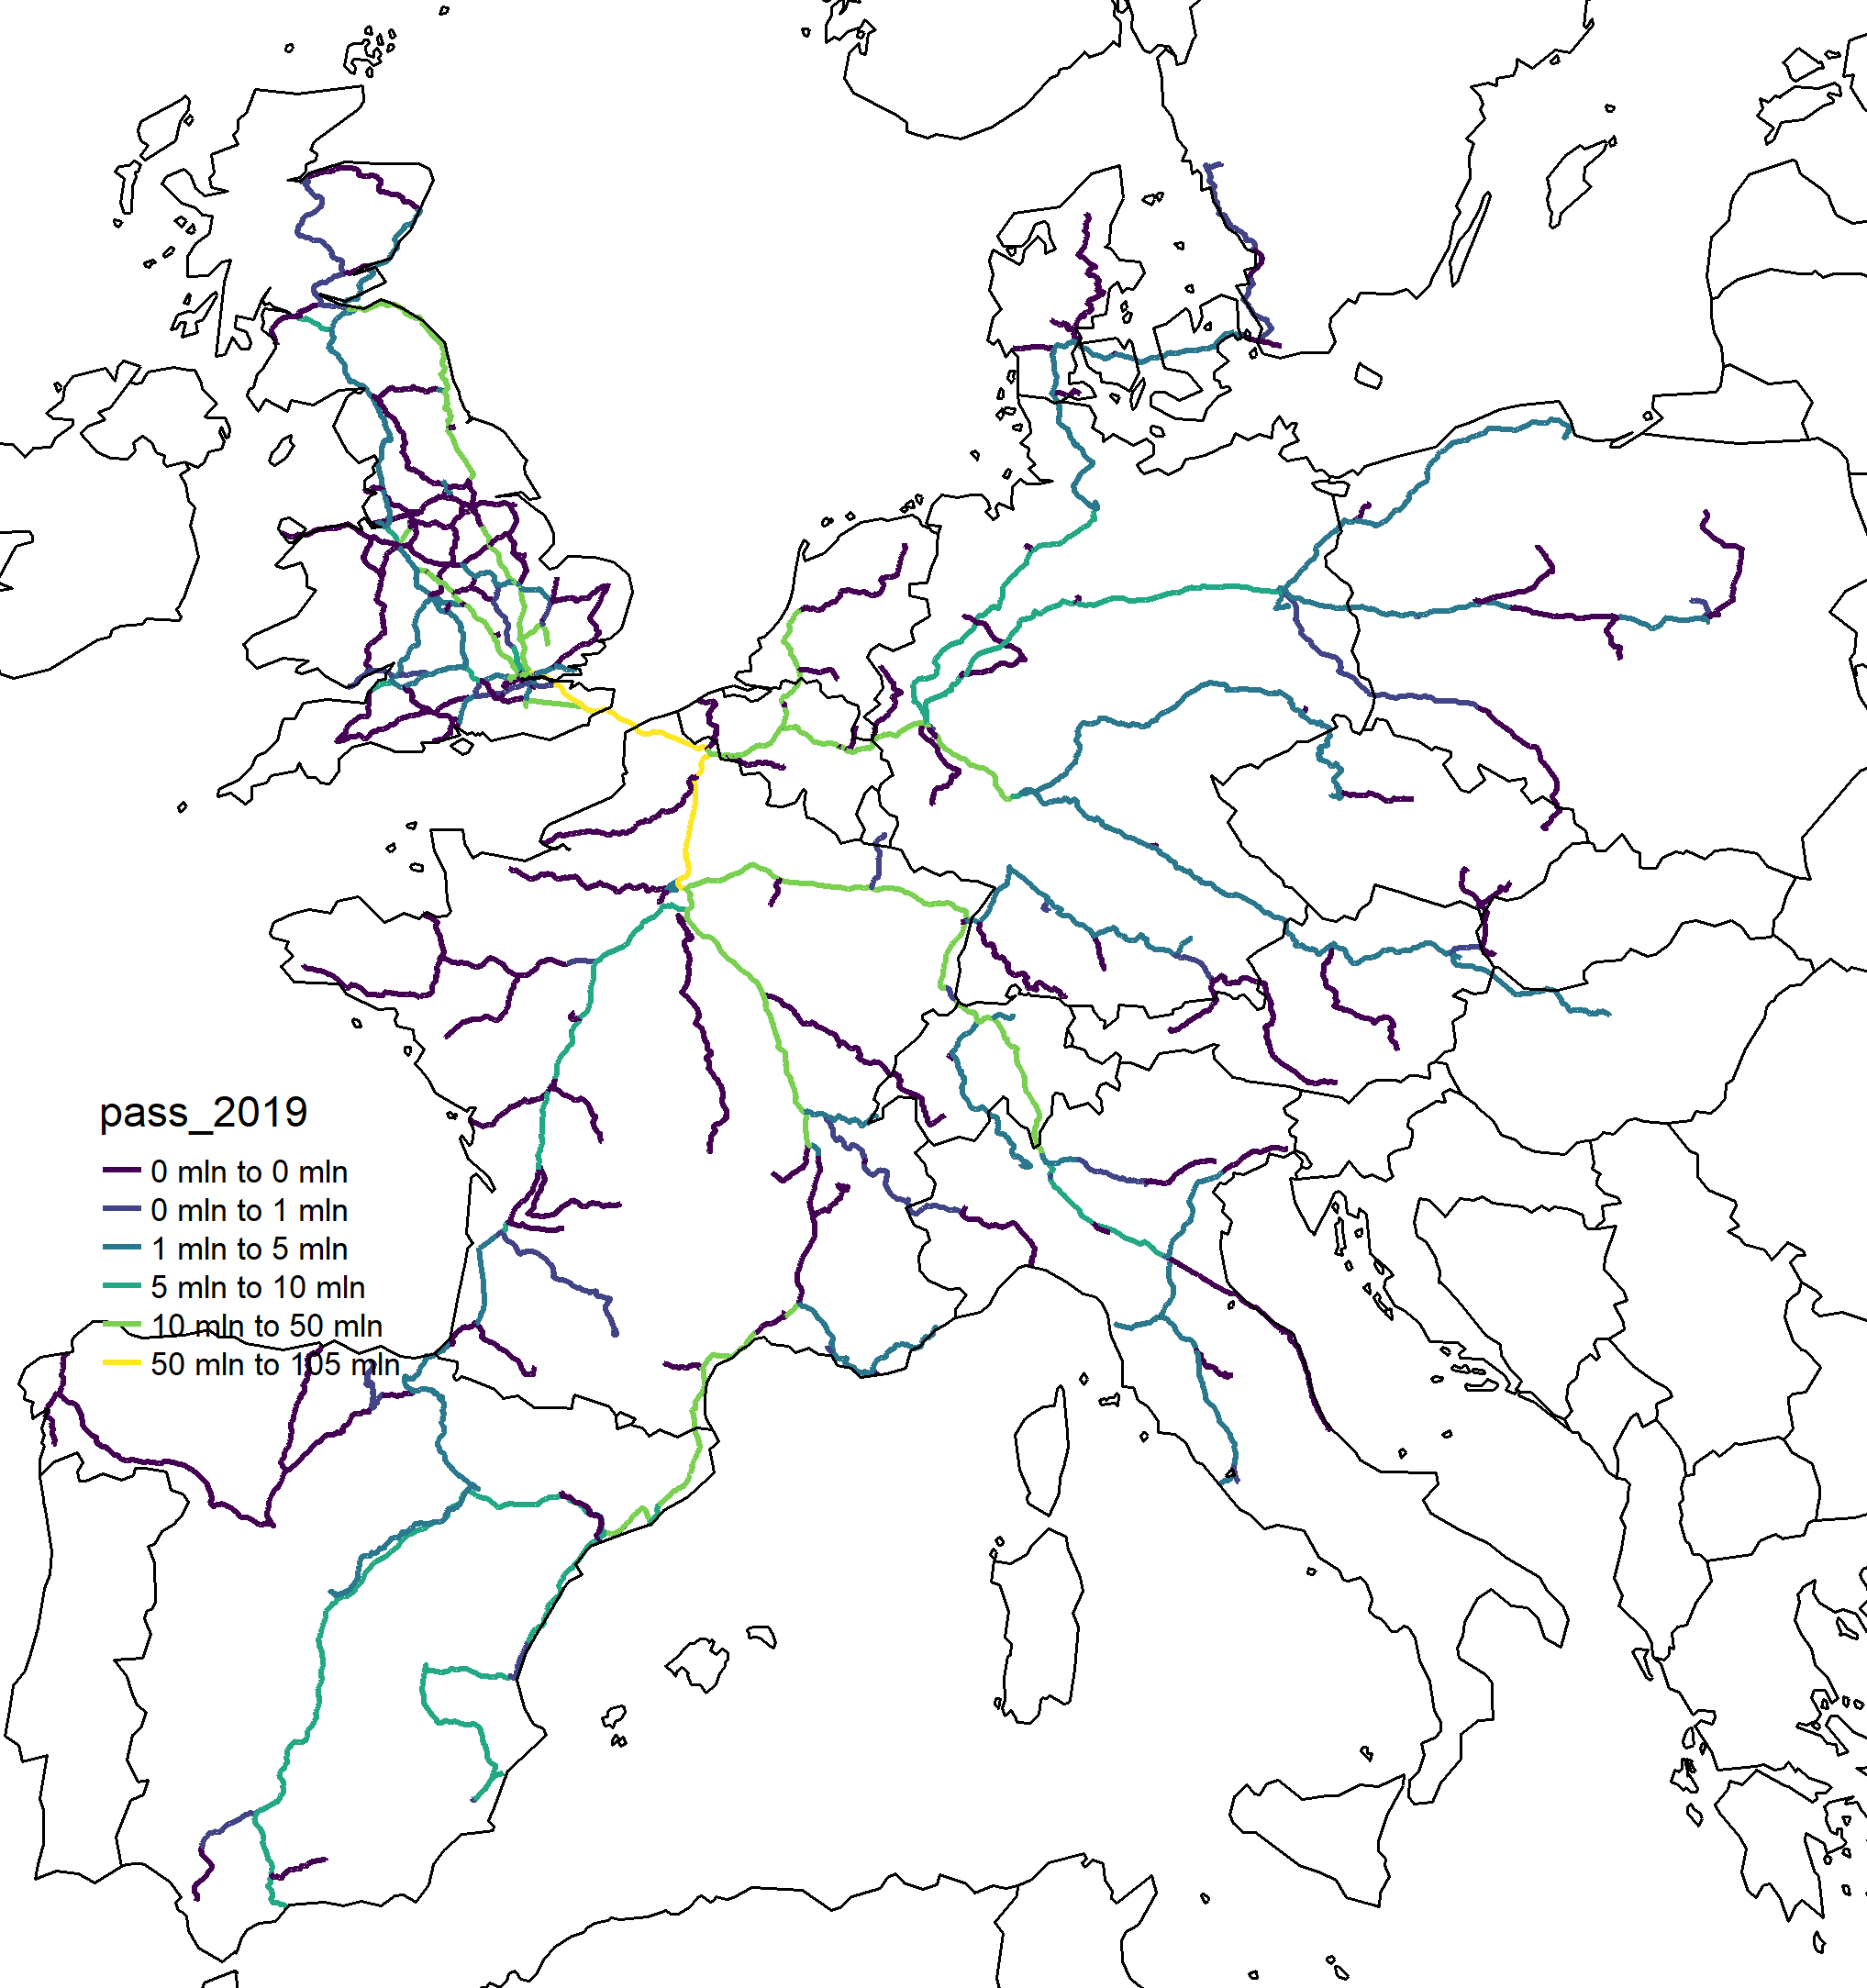 pass_2019
0 mln to 0 mln
0 mln to 1 mln
1 mln to 5 mln
5 mln to 10 mln
10 mln to 50 mln
50 mln to 105 mln